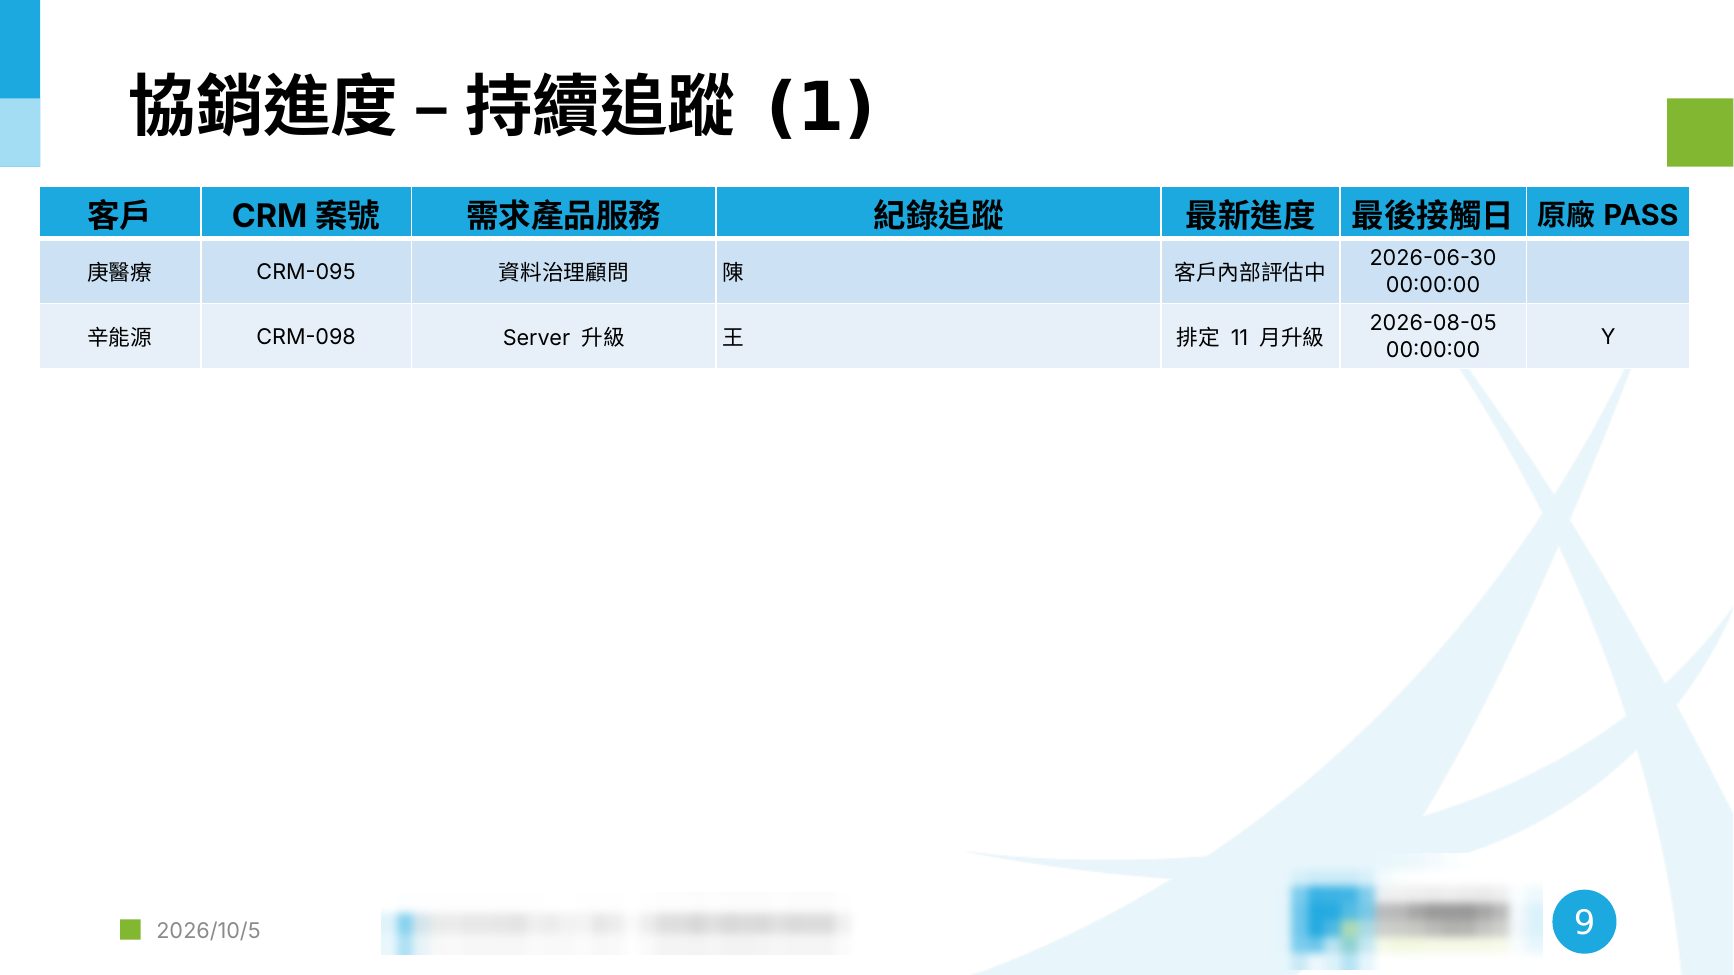 協銷進度 – 持續追蹤 (1)
客戶 CRM 案號 需求產品服務 紀錄追蹤 最新進度 最後接觸日 原廠 PASS
庚醫療 CRM-095 資料治理顧問 陳 客戶內部評估中 2026-06-30 00:00:00
辛能源 CRM-098 Server 升級 王 排定 11 月升級 2026-08-05 00:00:00 Y
2026/10/5
9